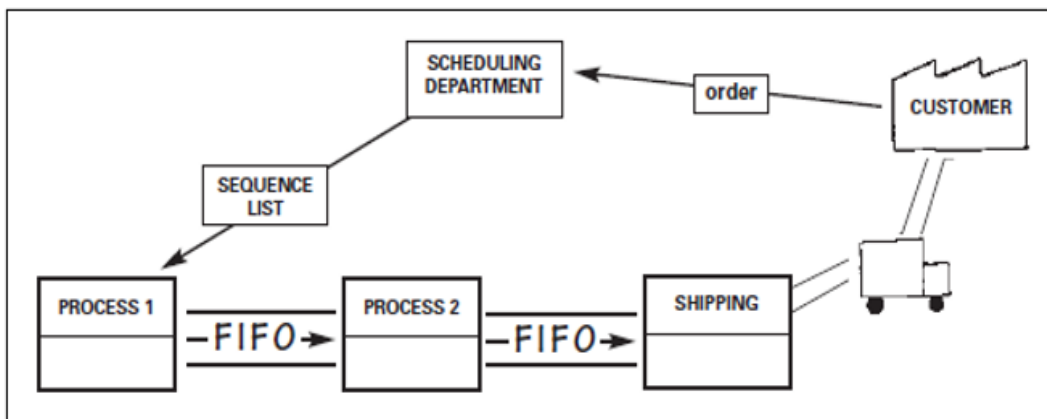 SCHEDULING
DEPARTMENT
order
CUSTOMER
SEQUENCE
LIST
PROCESS 1
FIFO
PROCESS 2
FIFO
SHIPPING